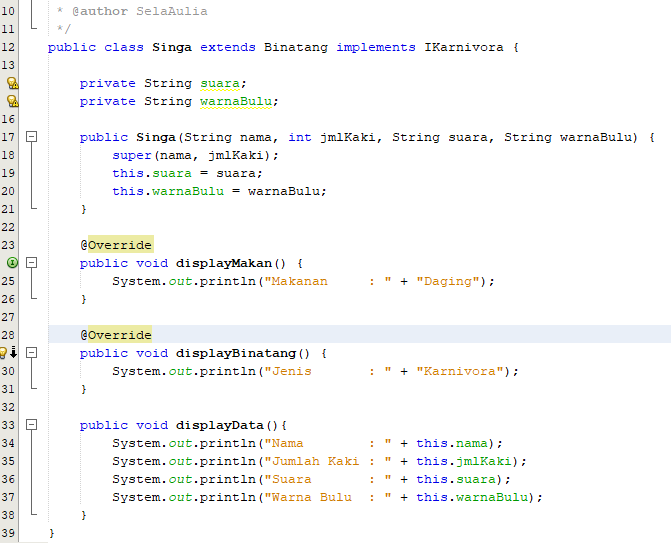 10 * @author SelaAulia
11 */
12 public class Singa extends Binatang implements IKarnivora {
13
private String suara;
private String warnaBulu;
16
17 public Singa(String nama, int jmlKaki, String suara, String warnaBulu) {
18 super(nama, jmlKaki);
19 this.suara = suara;
20 this.warnaBulu = warnaBulu;
21 }
22
23 @Override
public void displayMakan() {
25 System.out.println("Makanan     : " + "Daging");
26 }
27
28 @Override
public void displayBinatang() {
30 System.out.println("Jenis       : " + "Karnivora");
31 }
32
33 public void displayData(){
34 System.out.println("Nama        : " + this.nama);
35 System.out.println("Jumlah Kaki : " + this.jmlKaki);
36 System.out.println("Suara       : " + this.suara);
37 System.out.println("Warna Bulu  : " + this.warnaBulu);
38 }
39 }